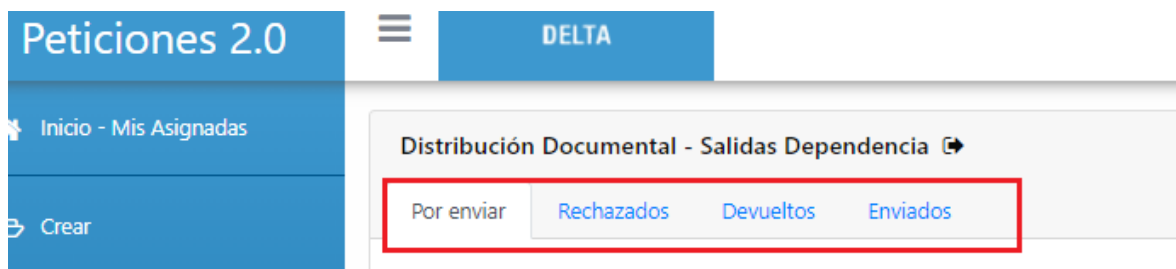 Peticiones 2.0
DELTA
Inicio - Mis Asignadas
Distribución Documental - Salidas Dependencia
Por enviar Rechazados Devueltos Enviados
Crear